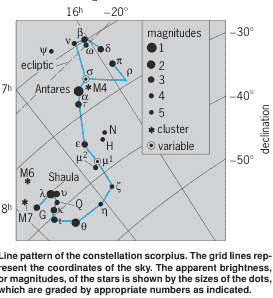 16h –20°
–30°
magnitudes
1
2
3
4
5
cluster
variable
β
ν
δ
ω
ψ
π
ρ
ecliptic
σ
Antares
M4
α
τ
7h
–40°
declination
N
H
ε
μ² μ¹
–50°
M6
Shaula
ζ
λ υ
M7
Q
G
κ
η
8h
ι
θ
Line pattern of the constellation scorpius. The grid lines rep-
resent the coordinates of the sky. The apparent brightness,
or magnitudes, of the stars is shown by the sizes of the dots,
which are graded by appropriate numbers as indicated.